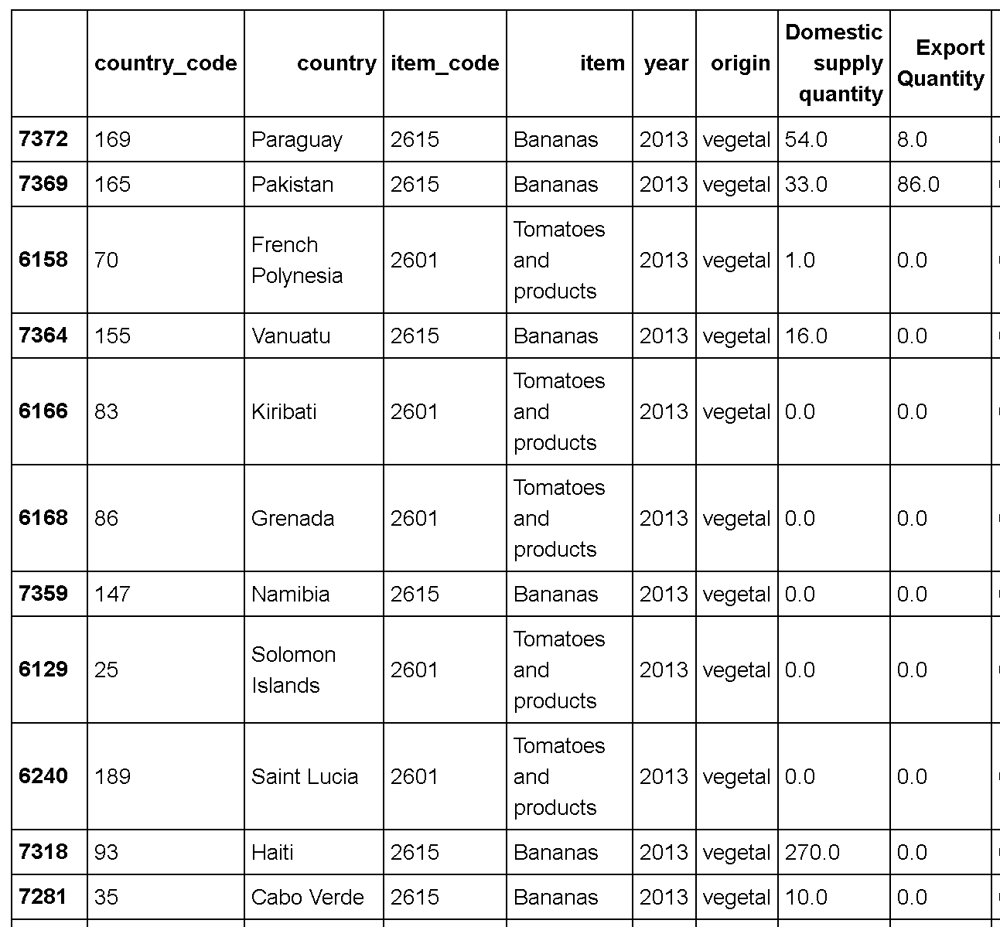 country_code country item_code item year origin Domestic supply quantity Export Quantity
7372 169 Paraguay 2615 Bananas 2013 vegetal 54.0 8.0
7369 165 Pakistan 2615 Bananas 2013 vegetal 33.0 86.0
6158 70 French Polynesia 2601 Tomatoes and products 2013 vegetal 1.0 0.0
7364 155 Vanuatu 2615 Bananas 2013 vegetal 16.0 0.0
6166 83 Kiribati 2601 Tomatoes and products 2013 vegetal 0.0 0.0
6168 86 Grenada 2601 Tomatoes and products 2013 vegetal 0.0 0.0
7359 147 Namibia 2615 Bananas 2013 vegetal 0.0 0.0
6129 25 Solomon Islands 2601 Tomatoes and products 2013 vegetal 0.0 0.0
6240 189 Saint Lucia 2601 Tomatoes and products 2013 vegetal 0.0 0.0
7318 93 Haiti 2615 Bananas 2013 vegetal 270.0 0.0
7281 35 Cabo Verde 2615 Bananas 2013 vegetal 10.0 0.0